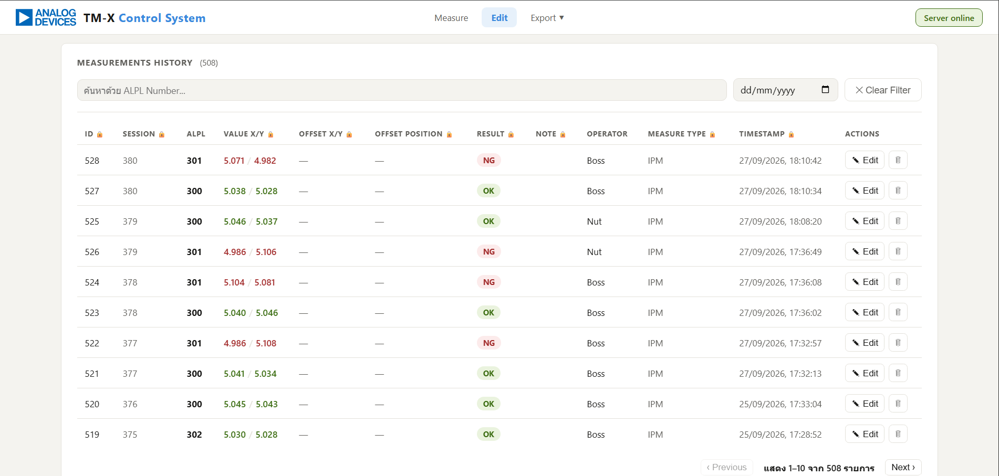 ANALOG DEVICES TM-X Control System Measure Edit Export ▼ Server online
MEASUREMENTS HISTORY (508)
ค้นหาด้วย ALPL Number... dd/mm/yyyy × Clear Filter
ID SESSION ALPL VALUE X/Y OFFSET X/Y OFFSET POSITION RESULT NOTE OPERATOR MEASURE TYPE TIMESTAMP ACTIONS
528 380 301 5.071 / 4.982 — — NG Boss IPM 27/09/2026, 18:10:42 Edit
527 380 300 5.038 / 5.028 — — OK Boss IPM 27/09/2026, 18:10:34 Edit
525 379 300 5.046 / 5.037 — — OK Nut IPM 27/09/2026, 18:08:20 Edit
526 379 301 4.986 / 5.106 — — NG Nut IPM 27/09/2026, 17:36:49 Edit
524 378 301 5.104 / 5.081 — — NG Boss IPM 27/09/2026, 17:36:08 Edit
523 378 300 5.040 / 5.046 — — OK Boss IPM 27/09/2026, 17:36:02 Edit
522 377 301 4.986 / 5.108 — — NG Boss IPM 27/09/2026, 17:32:57 Edit
521 377 300 5.041 / 5.034 — — OK Boss IPM 27/09/2026, 17:32:13 Edit
520 376 300 5.045 / 5.043 — — OK Boss IPM 25/09/2026, 17:33:04 Edit
519 375 302 5.030 / 5.028 — — OK Boss IPM 25/09/2026, 17:28:52 Edit
‹ Previous แสดง 1–10 จาก 508 รายการ Next ›